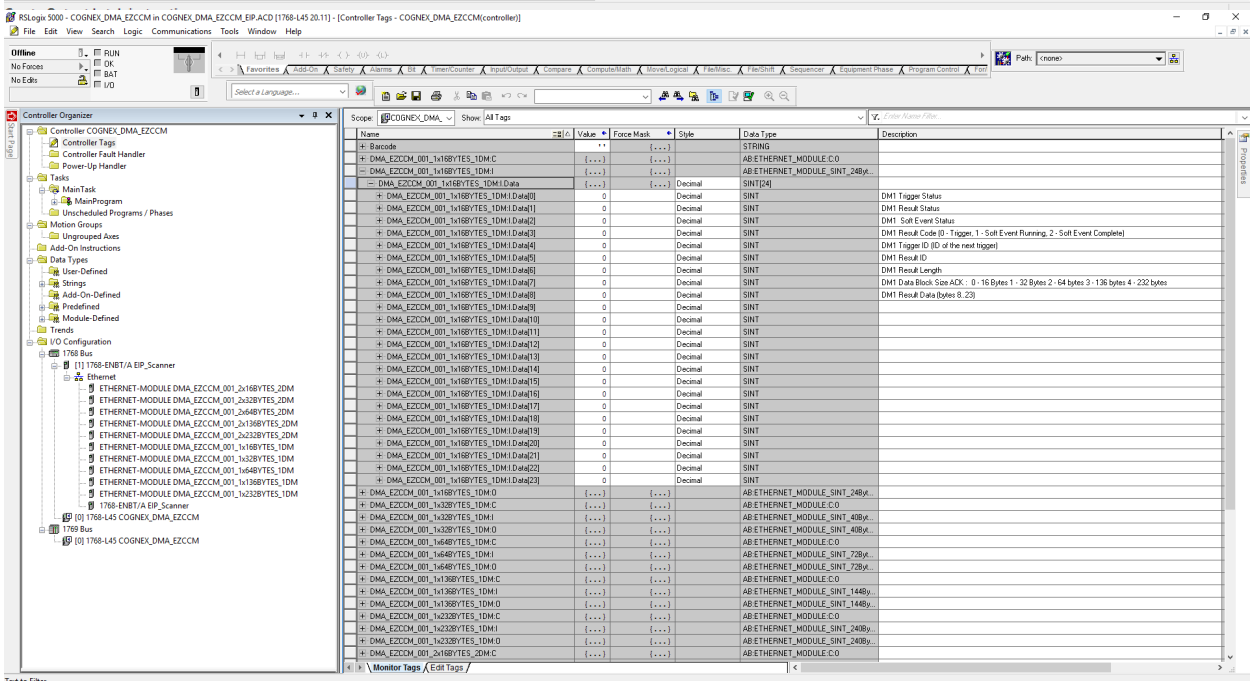 RSLogix 5000 - COGNEX_DMA_EZCCM in COGNEX_DMA_EZCCM_EIP.ACD [1768-L45 20.11] - [Controller Tags - COGNEX_DMA_EZCCM(controller)]
File Edit View Search Logic Communications Tools Window Help
Offline RUN
No Forces OK
No Edits BAT
I/O
Path: <none>
Favorites Add-On Safety Alarms Bit Timer/Counter Input/Output Compare Compute/Math Move/Logical File/Misc. File/Shift Sequencer Equipment Phase Program Control For/
Select a Language...
Start Page
Controller Organizer
Controller COGNEX_DMA_EZCCM
Controller Tags
Controller Fault Handler
Power-Up Handler
Tasks
MainTask
MainProgram
Unscheduled Programs / Phases
Motion Groups
Ungrouped Axes
Add-On Instructions
Data Types
User-Defined
Strings
Add-On-Defined
Predefined
Module-Defined
Trends
I/O Configuration
1768 Bus
[1] 1768-ENBT/A EIP_Scanner
Ethernet
ETHERNET-MODULE DMA_EZCCM_001_2x16BYTES_2DM
ETHERNET-MODULE DMA_EZCCM_001_2x32BYTES_2DM
ETHERNET-MODULE DMA_EZCCM_001_2x64BYTES_2DM
ETHERNET-MODULE DMA_EZCCM_001_2x136BYTES_2DM
ETHERNET-MODULE DMA_EZCCM_001_2x232BYTES_2DM
ETHERNET-MODULE DMA_EZCCM_001_1x16BYTES_1DM
ETHERNET-MODULE DMA_EZCCM_001_1x32BYTES_1DM
ETHERNET-MODULE DMA_EZCCM_001_1x64BYTES_1DM
ETHERNET-MODULE DMA_EZCCM_001_1x136BYTES_1DM
ETHERNET-MODULE DMA_EZCCM_001_1x232BYTES_1DM
1768-ENBT/A EIP_Scanner
[0] 1768-L45 COGNEX_DMA_EZCCM
1769 Bus
[0] 1768-L45 COGNEX_DMA_EZCCM
Scope: COGNEX_DMA_ Show: All Tags Enter Name Filter...
Name Value Force Mask Style Data Type Description
Barcode '' {...} STRING
DMA_EZCCM_001_1x16BYTES_1DM:C {...} {...} AB:ETHERNET_MODULE:C:0
DMA_EZCCM_001_1x16BYTES_1DM:I {...} {...} AB:ETHERNET_MODULE_SINT_24Byt...
DMA_EZCCM_001_1x16BYTES_1DM:I.Data {...} {...} Decimal SINT[24]
DMA_EZCCM_001_1x16BYTES_1DM:I.Data[0] 0 Decimal SINT DM1 Trigger Status
DMA_EZCCM_001_1x16BYTES_1DM:I.Data[1] 0 Decimal SINT DM1 Result Status
DMA_EZCCM_001_1x16BYTES_1DM:I.Data[2] 0 Decimal SINT DM1 Soft Event Status
DMA_EZCCM_001_1x16BYTES_1DM:I.Data[3] 0 Decimal SINT DM1 Result Code (0 - Trigger, 1 - Soft Event Running, 2 - Soft Event Complete)
DMA_EZCCM_001_1x16BYTES_1DM:I.Data[4] 0 Decimal SINT DM1 Trigger ID (ID of the next trigger)
DMA_EZCCM_001_1x16BYTES_1DM:I.Data[5] 0 Decimal SINT DM1 Result ID
DMA_EZCCM_001_1x16BYTES_1DM:I.Data[6] 0 Decimal SINT DM1 Result Length
DMA_EZCCM_001_1x16BYTES_1DM:I.Data[7] 0 Decimal SINT DM1 Data Block Size ACK : 0 - 16 Bytes 1 - 32 Bytes 2 - 64 bytes 3 - 136 bytes 4 - 232 bytes
DMA_EZCCM_001_1x16BYTES_1DM:I.Data[8] 0 Decimal SINT DM1 Result Data (bytes 8..23)
DMA_EZCCM_001_1x16BYTES_1DM:I.Data[9] 0 Decimal SINT
DMA_EZCCM_001_1x16BYTES_1DM:I.Data[10] 0 Decimal SINT
DMA_EZCCM_001_1x16BYTES_1DM:I.Data[11] 0 Decimal SINT
DMA_EZCCM_001_1x16BYTES_1DM:I.Data[12] 0 Decimal SINT
DMA_EZCCM_001_1x16BYTES_1DM:I.Data[13] 0 Decimal SINT
DMA_EZCCM_001_1x16BYTES_1DM:I.Data[14] 0 Decimal SINT
DMA_EZCCM_001_1x16BYTES_1DM:I.Data[15] 0 Decimal SINT
DMA_EZCCM_001_1x16BYTES_1DM:I.Data[16] 0 Decimal SINT
DMA_EZCCM_001_1x16BYTES_1DM:I.Data[17] 0 Decimal SINT
DMA_EZCCM_001_1x16BYTES_1DM:I.Data[18] 0 Decimal SINT
DMA_EZCCM_001_1x16BYTES_1DM:I.Data[19] 0 Decimal SINT
DMA_EZCCM_001_1x16BYTES_1DM:I.Data[20] 0 Decimal SINT
DMA_EZCCM_001_1x16BYTES_1DM:I.Data[21] 0 Decimal SINT
DMA_EZCCM_001_1x16BYTES_1DM:I.Data[22] 0 Decimal SINT
DMA_EZCCM_001_1x16BYTES_1DM:I.Data[23] 0 Decimal SINT
DMA_EZCCM_001_1x16BYTES_1DM:O {...} {...} AB:ETHERNET_MODULE_SINT_24Byt...
DMA_EZCCM_001_1x32BYTES_1DM:C {...} {...} AB:ETHERNET_MODULE:C:0
DMA_EZCCM_001_1x32BYTES_1DM:I {...} {...} AB:ETHERNET_MODULE_SINT_40Byt...
DMA_EZCCM_001_1x32BYTES_1DM:O {...} {...} AB:ETHERNET_MODULE_SINT_40Byt...
DMA_EZCCM_001_1x64BYTES_1DM:C {...} {...} AB:ETHERNET_MODULE:C:0
DMA_EZCCM_001_1x64BYTES_1DM:I {...} {...} AB:ETHERNET_MODULE_SINT_72Byt...
DMA_EZCCM_001_1x64BYTES_1DM:O {...} {...} AB:ETHERNET_MODULE_SINT_72Byt...
DMA_EZCCM_001_1x136BYTES_1DM:C {...} {...} AB:ETHERNET_MODULE:C:0
DMA_EZCCM_001_1x136BYTES_1DM:I {...} {...} AB:ETHERNET_MODULE_SINT_144By...
DMA_EZCCM_001_1x136BYTES_1DM:O {...} {...} AB:ETHERNET_MODULE_SINT_144By...
DMA_EZCCM_001_1x232BYTES_1DM:C {...} {...} AB:ETHERNET_MODULE:C:0
DMA_EZCCM_001_1x232BYTES_1DM:I {...} {...} AB:ETHERNET_MODULE_SINT_240By...
DMA_EZCCM_001_1x232BYTES_1DM:O {...} {...} AB:ETHERNET_MODULE_SINT_240By...
DMA_EZCCM_001_2x16BYTES_2DM:C {...} {...} AB:ETHERNET_MODULE:C:0
Monitor Tags Edit Tags
Properties